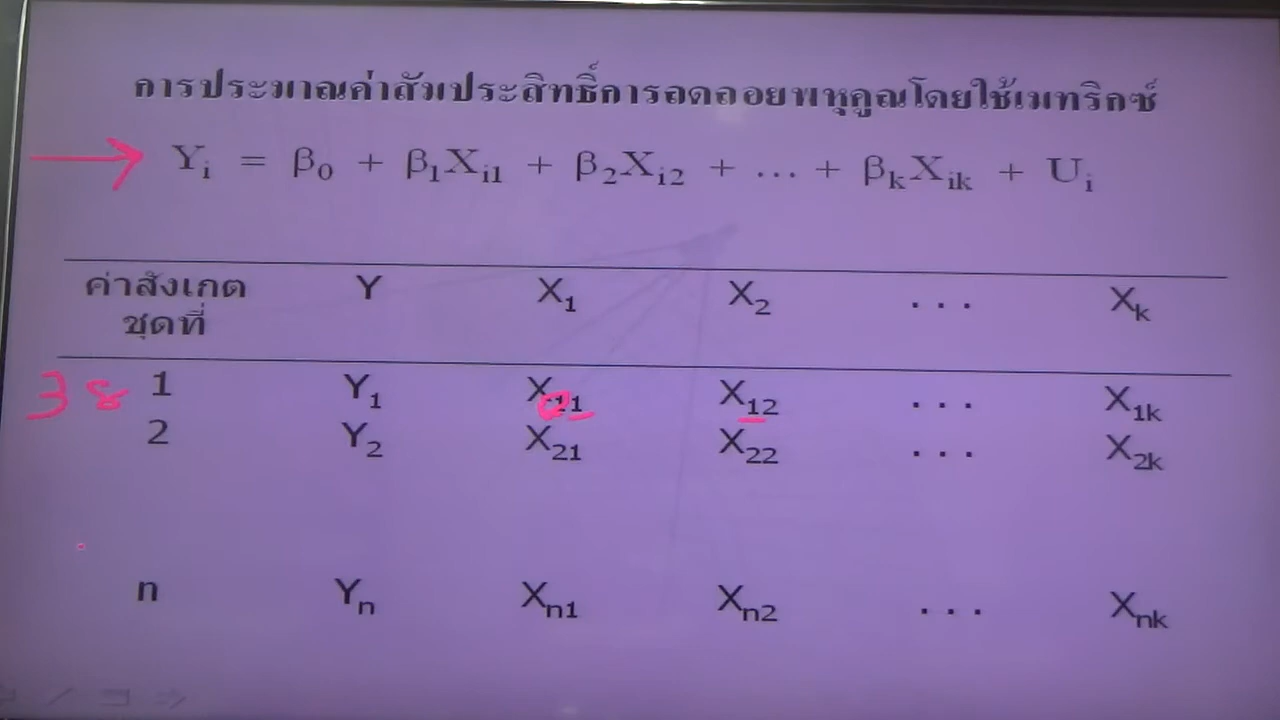 การประมาณค่าสัมประสิทธิ์การถดถอยพหุคูณโดยใช้เมทริกซ์
Yᵢ = β₀ + β₁Xᵢ₁ + β₂Xᵢ₂ + ... + βₖXᵢₖ + Uᵢ
ค่าสังเกต Y X₁ X₂ . . . Xₖ
ชุดที่
38 1 Y₁ X₁₁ X₁₂ . . . X₁ₖ
2 Y₂ X₂₁ X₂₂ . . . X₂ₖ
n Yₙ Xₙ₁ Xₙ₂ . . . Xₙₖ